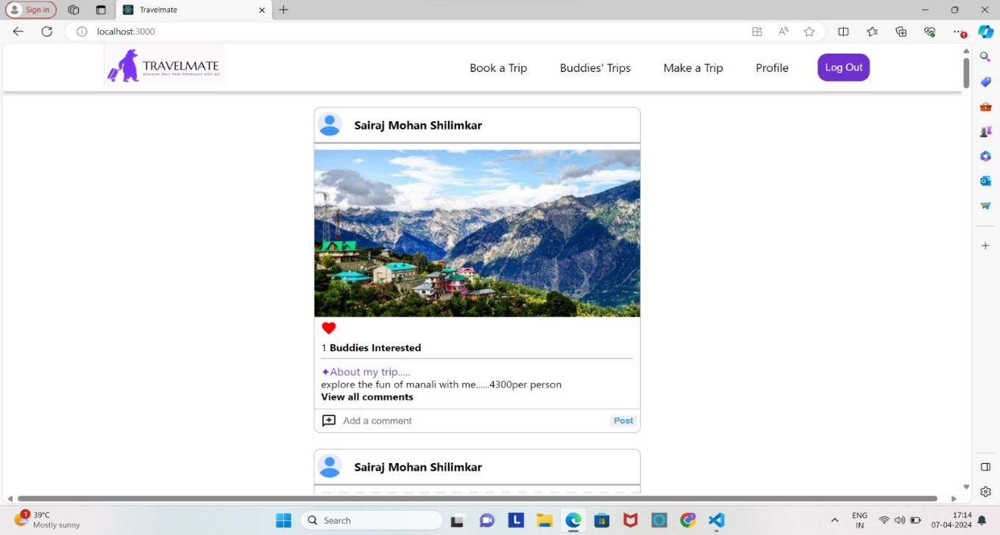 Sign in
Travelmate
localhost:3000
TRAVELMATE
Discover Your Real Adventure with Us!
Book a Trip
Buddies' Trips
Make a Trip
Profile
Log Out
Sairaj Mohan Shilimkar
1 Buddies Interested
✦About my trip.....
explore the fun of manali with me......4300per person
View all comments
Add a comment
Post
Sairaj Mohan Shilimkar
1
39°C
Mostly sunny
Search
L
ENG
IN
17:14
07-04-2024